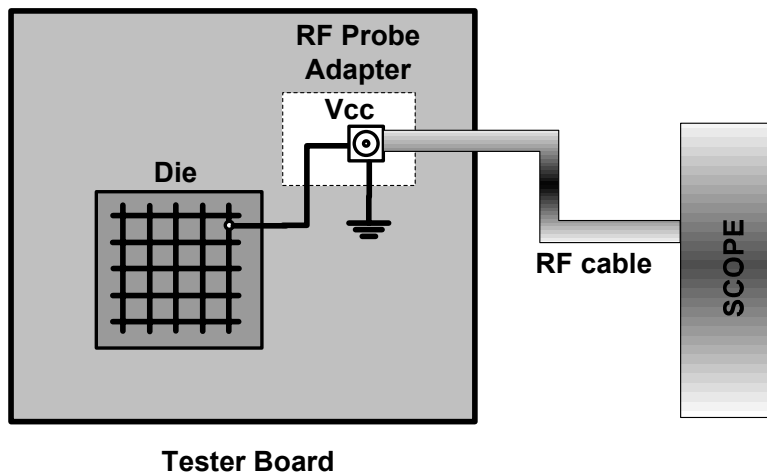 RF Probe
Adapter
Vcc
Die
RF cable
SCOPE
Tester Board